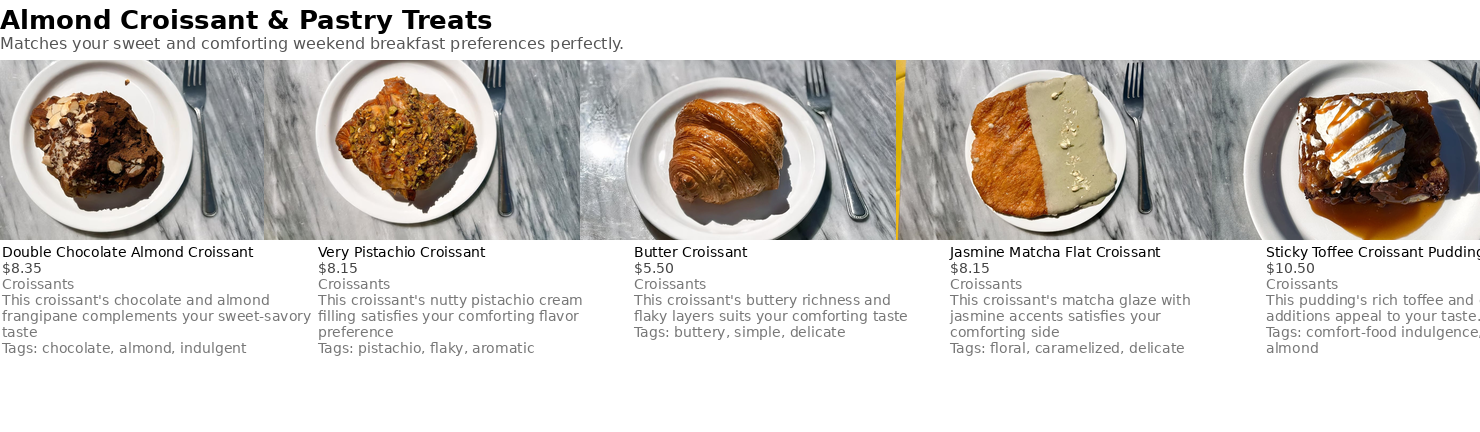 Almond Croissant & Pastry Treats
Matches your sweet and comforting weekend breakfast preferences perfectly.
Double Chocolate Almond Croissant
$8.35
Croissants
This croissant's chocolate and almond
frangipane complements your sweet-savory
taste
Tags: chocolate, almond, indulgent
Very Pistachio Croissant
$8.15
Croissants
This croissant's nutty pistachio cream
filling satisfies your comforting flavor
preference
Tags: pistachio, flaky, aromatic
Butter Croissant
$5.50
Croissants
This croissant's buttery richness and
flaky layers suits your comforting taste
Tags: buttery, simple, delicate
Jasmine Matcha Flat Croissant
$8.15
Croissants
This croissant's matcha glaze with
jasmine accents satisfies your
comforting side
Tags: floral, caramelized, delicate
Sticky Toffee Croissant Pudding
$10.50
Croissants
This pudding's rich toffee and
additions appeal to your taste.
Tags: comfort-food indulgence,
almond